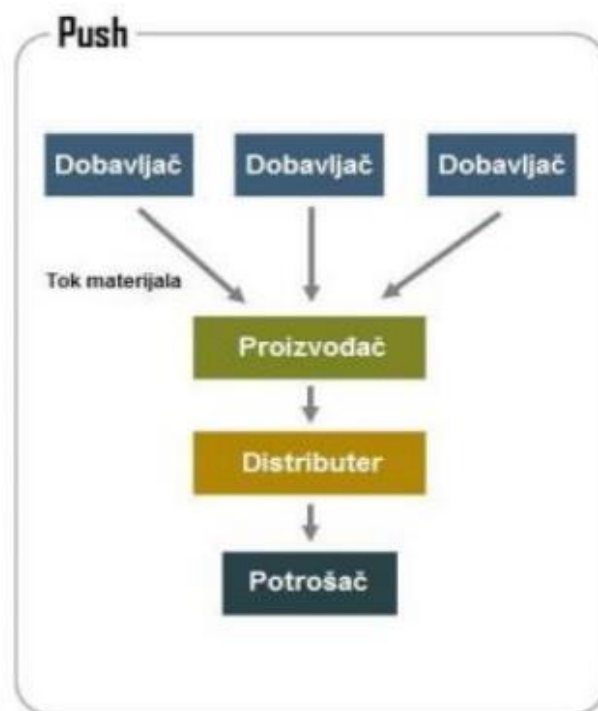 Push
Dobavljač Dobavljač Dobavljač
Tok materijala
Proizvođač
Distributer
Potrošač